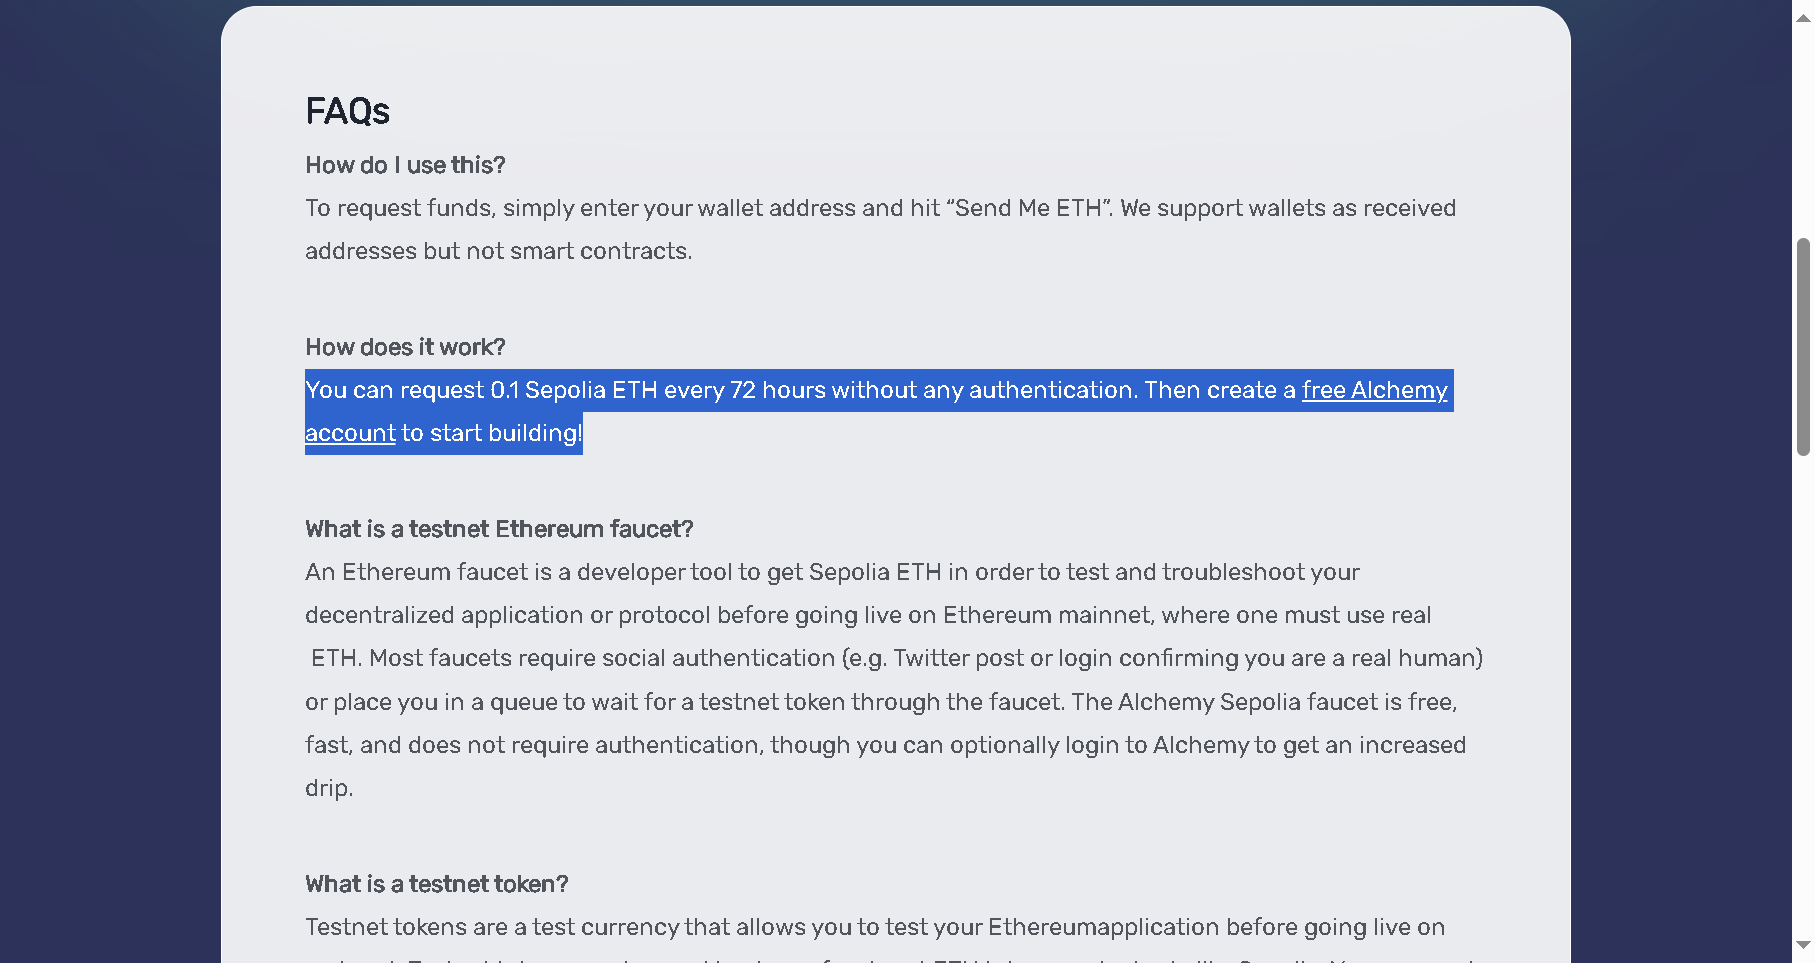 FAQs
How do I use this?
To request funds, simply enter your wallet address and hit “Send Me ETH”. We support wallets as received
addresses but not smart contracts.
How does it work?
You can request 0.1 Sepolia ETH every 72 hours without any authentication. Then create a free Alchemy
account to start building!
What is a testnet Ethereum faucet?
An Ethereum faucet is a developer tool to get Sepolia ETH in order to test and troubleshoot your
decentralized application or protocol before going live on Ethereum mainnet, where one must use real
ETH. Most faucets require social authentication (e.g. Twitter post or login confirming you are a real human)
or place you in a queue to wait for a testnet token through the faucet. The Alchemy Sepolia faucet is free,
fast, and does not require authentication, though you can optionally login to Alchemy to get an increased
drip.
What is a testnet token?
Testnet tokens are a test currency that allows you to test your Ethereumapplication before going live on